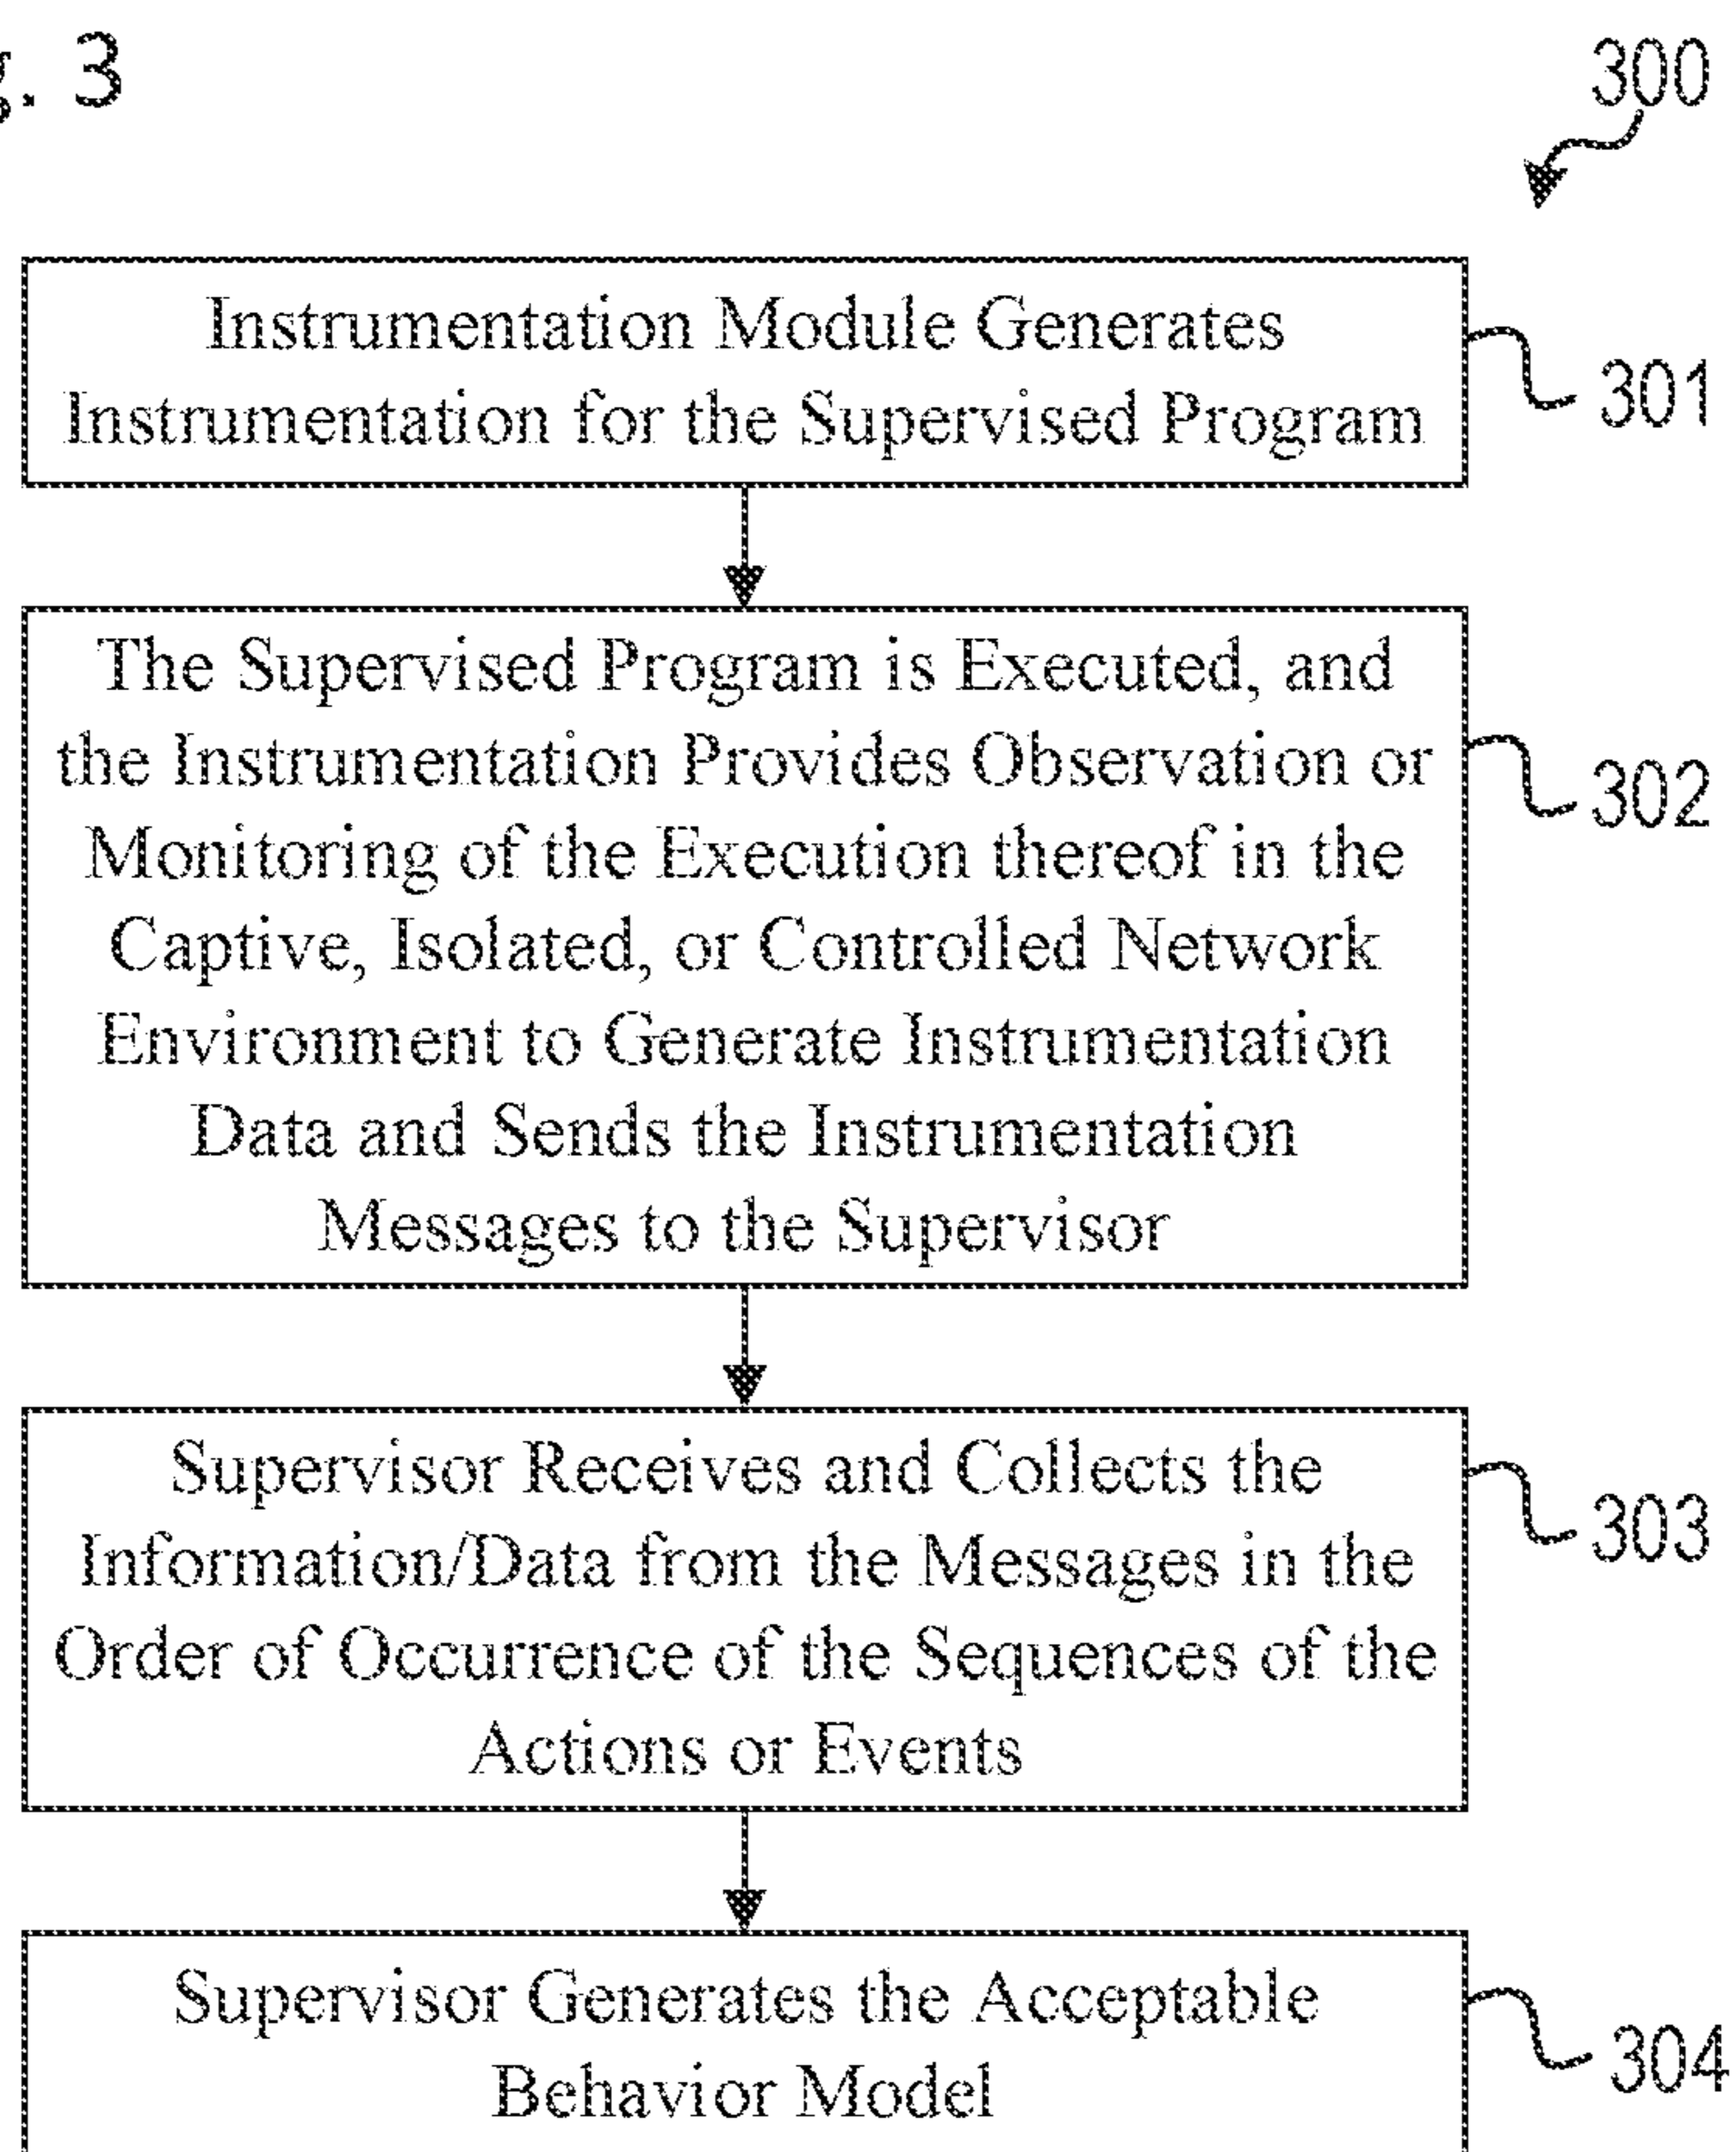 g. 3
300
Instrumentation Module Generates
Instrumentation for the Supervised Program
301
The Supervised Program is Executed, and
the Instrumentation Provides Observation or
Monitoring of the Execution thereof in the
Captive, Isolated, or Controlled Network
Environment to Generate Instrumentation
Data and Sends the Instrumentation
Messages to the Supervisor
302
Supervisor Receives and Collects the
Information/Data from the Messages in the
Order of Occurrence of the Sequences of the
Actions or Events
303
Supervisor Generates the Acceptable
Behavior Model
304